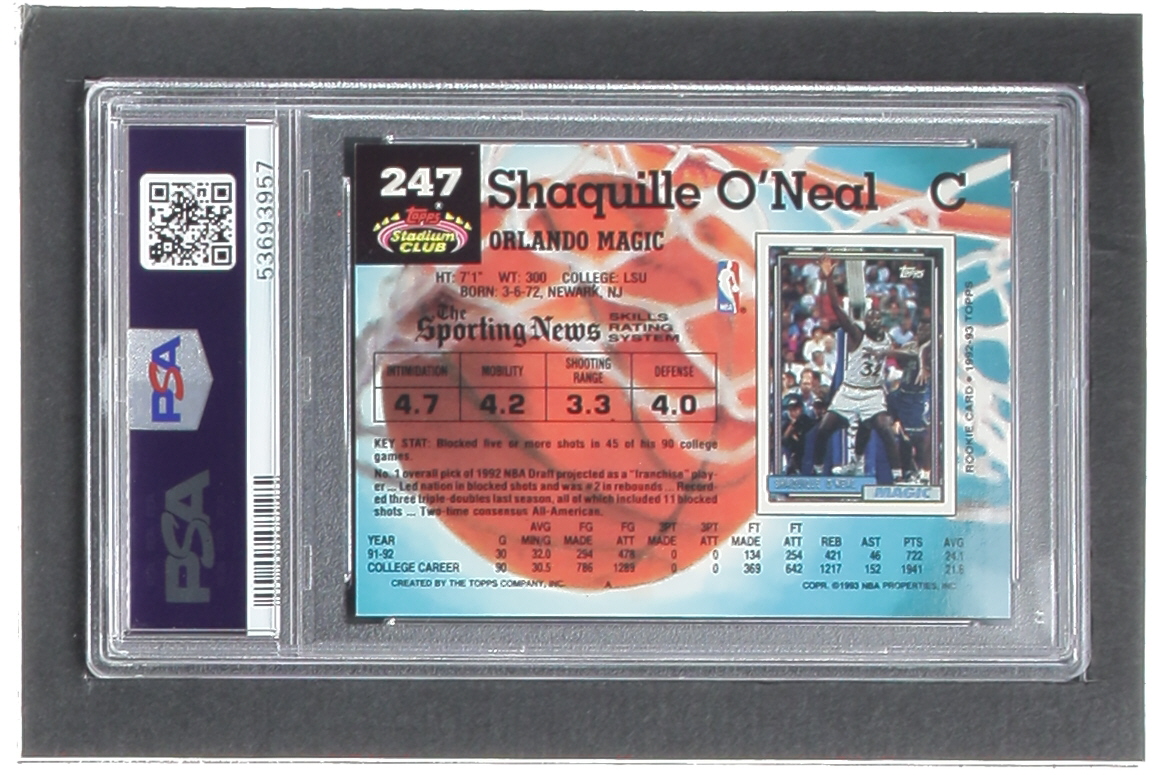 247
Topps®
Stadium
CLUB
Shaquille O'Neal C
ORLANDO MAGIC
HT: 7'1" WT: 300 COLLEGE: LSU
BORN: 3-6-72, NEWARK, NJ
The
Sporting News
SKILLS
RATING
SYSTEM
INTIMIDATION MOBILITY SHOOTING RANGE DEFENSE
4.7 4.2 3.3 4.0
KEY STAT: Blocked five or more shots in 45 of his 90 college
games.
No. 1 overall pick of 1992 NBA Draft projected as a "franchise" play-
er ... Led nation in blocked shots and was #2 in rebounds ... Record-
ed three triple-doubles last season, all of which included 11 blocked
shots ... Two-time consensus All-American.
AVG FG FG 3PT 3PT FT FT
YEAR G MIN/G MADE ATT MADE ATT MADE ATT REB AST PTS AVG
91-92 30 32.0 294 478 0 0 134 254 421 46 722 24.1
COLLEGE CAREER 90 30.5 786 1289 0 0 369 642 1217 152 1941 21.6
CREATED BY THE TOPPS COMPANY, INC. A COPR. ©1993 NBA PROPERTIES, INC.
NBA
Topps
32
SHAQUILLE O'NEAL
MAGIC
ROOKIE CARD • 1992-93 TOPPS
53693957
PSA
PSA